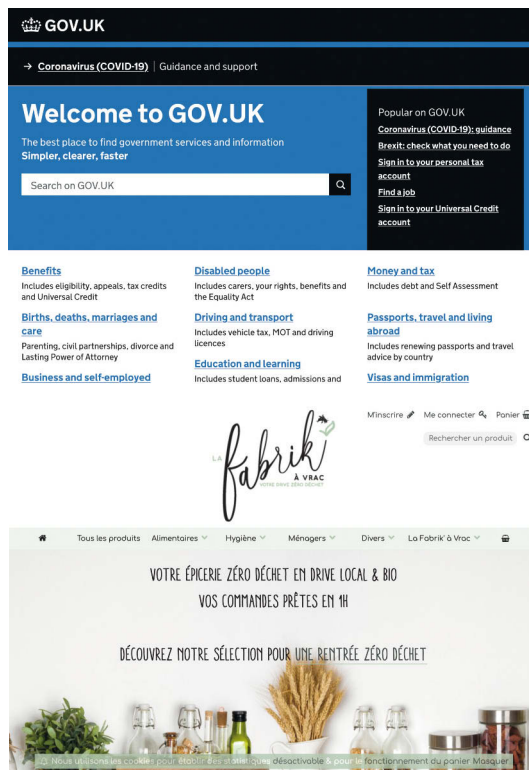 GOV.UK
→ Coronavirus (COVID-19) | Guidance and support
Welcome to GOV.UK
The best place to find government services and information
Simpler, clearer, faster
Search on GOV.UK
Popular on GOV.UK
Coronavirus (COVID-19): guidance
Brexit: check what you need to do
Sign in to your personal tax
account
Find a job
Sign in to your Universal Credit
account
Benefits
Includes eligibility, appeals, tax credits
and Universal Credit
Births, deaths, marriages and
care
Parenting, civil partnerships, divorce and
Lasting Power of Attorney
Business and self-employed
Disabled people
Includes carers, your rights, benefits and
the Equality Act
Driving and transport
Includes vehicle tax, MOT and driving
licences
Education and learning
Includes student loans, admissions and
Money and tax
Includes debt and Self Assessment
Passports, travel and living
abroad
Includes renewing passports and travel
advice by country
Visas and immigration
M'inscrire Me connecter Panier
Rechercher un produit
LA
fabrik'
À VRAC
VOTRE DRIVE ZÉRO DÉCHET
Tous les produits Alimentaires Hygiène Ménagers Divers La Fabrik' à Vrac
VOTRE ÉPICERIE ZÉRO DÉCHET EN DRIVE LOCAL & BIO
VOS COMMANDES PRÊTES EN 1H
DÉCOUVREZ NOTRE SÉLECTION POUR UNE RENTRÉE ZÉRO DÉCHET
Nous utilisons les cookies pour établir des statistiques désactivable & pour le fonctionnement du panier Masquer